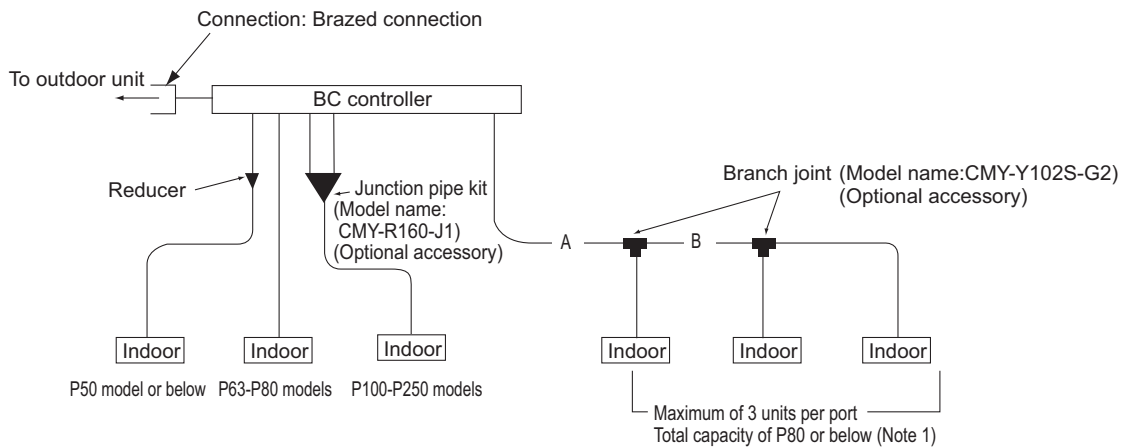 Connection: Brazed connection
To outdoor unit
BC controller
Reducer
Junction pipe kit
(Model name:
CMY-R160-J1)
(Optional accessory)
Branch joint (Model name:CMY-Y102S-G2)
(Optional accessory)
A
B
Indoor
Indoor
Indoor
Indoor
Indoor
Indoor
P50 model or below
P63-P80 models
P100-P250 models
Maximum of 3 units per port
Total capacity of P80 or below (Note 1)